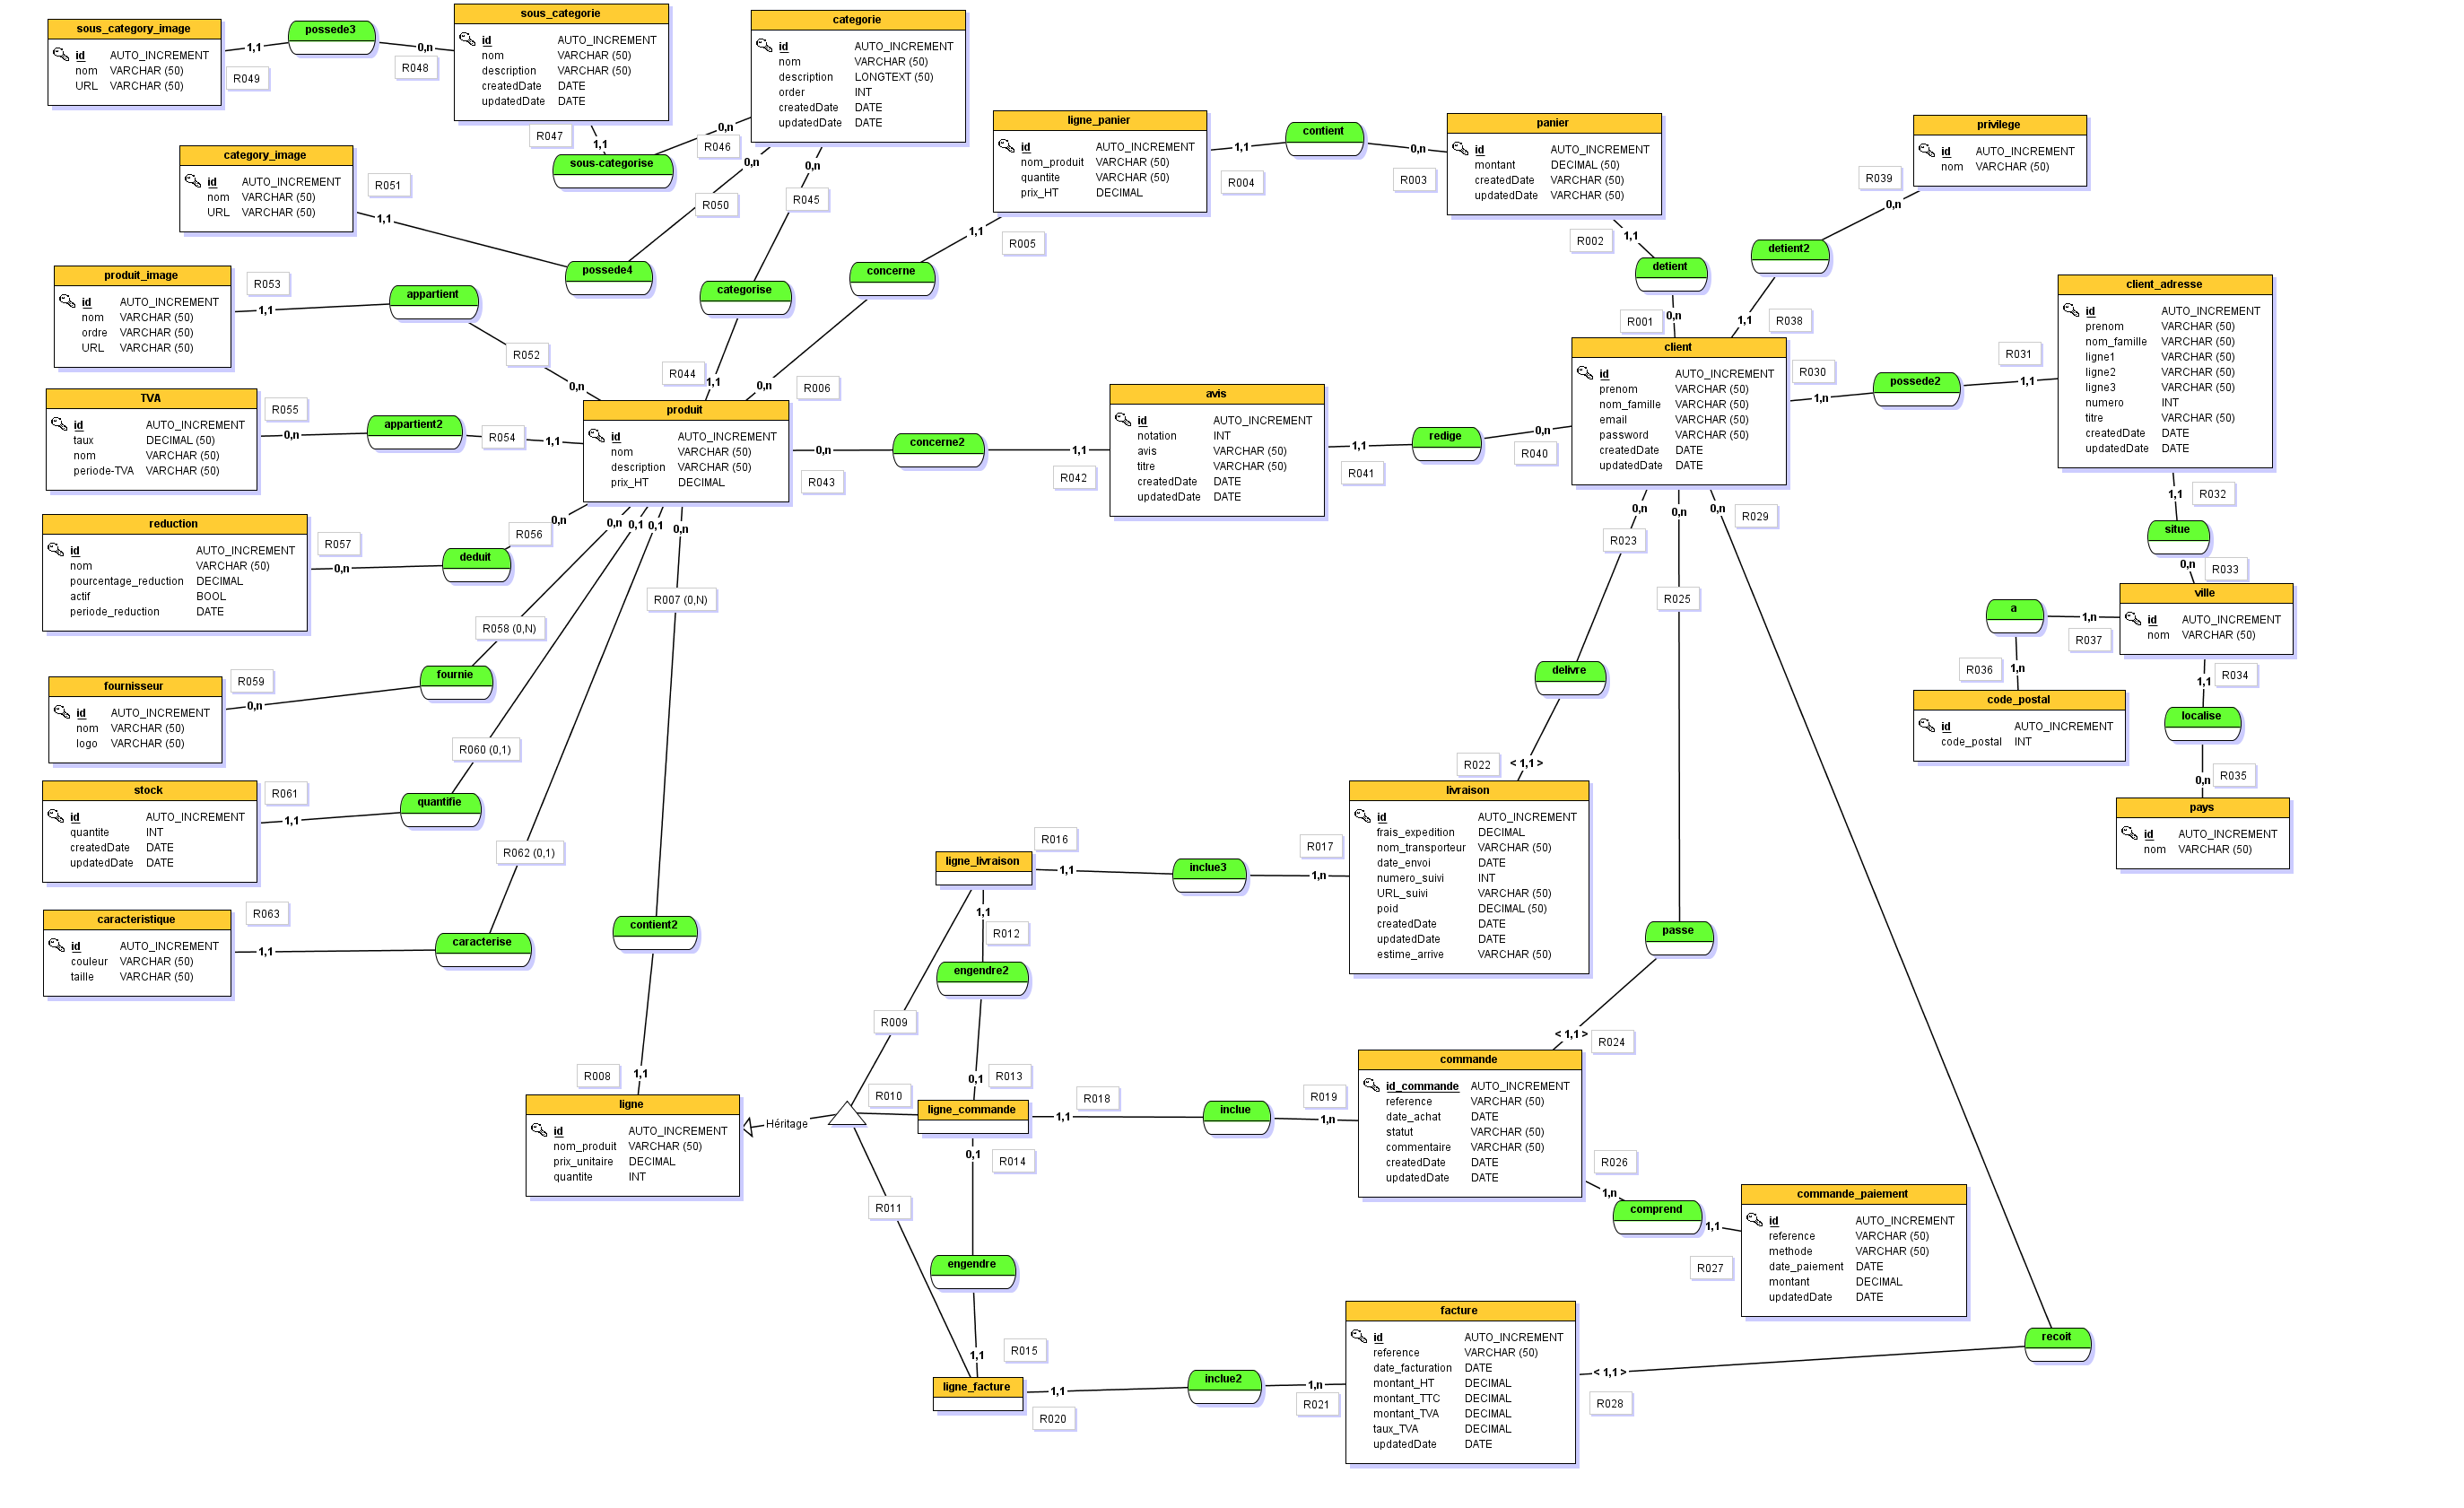 sous_category_image
id AUTO_INCREMENT
nom VARCHAR (50)
URL VARCHAR (50)
1,1
R049
possede3
0,n
R048
sous_categorie
id AUTO_INCREMENT
nom VARCHAR (50)
description VARCHAR (50)
createdDate DATE
updatedDate DATE
R047
1,1
sous-categorise
0,n
R046
categorie
id AUTO_INCREMENT
nom VARCHAR (50)
description LONGTEXT (50)
order INT
createdDate DATE
updatedDate DATE
0,n
R050
0,n
R045
category_image
id AUTO_INCREMENT
nom VARCHAR (50)
URL VARCHAR (50)
R051
1,1
possede4
categorise
R044
1,1
ligne_panier
id AUTO_INCREMENT
nom_produit VARCHAR (50)
quantite VARCHAR (50)
prix_HT DECIMAL
1,1
R004
contient
0,n
R003
panier
id AUTO_INCREMENT
montant DECIMAL (50)
createdDate VARCHAR (50)
updatedDate VARCHAR (50)
R002
1,1
detient
R001
0,n
privilege
id AUTO_INCREMENT
nom VARCHAR (50)
R039
0,n
detient2
1,1
R038
1,1
R005
concerne
0,n
R006
produit_image
id AUTO_INCREMENT
nom VARCHAR (50)
ordre VARCHAR (50)
URL VARCHAR (50)
R053
1,1
appartient
R052
0,n
TVA
id AUTO_INCREMENT
taux DECIMAL (50)
nom VARCHAR (50)
periode-TVA VARCHAR (50)
R055
0,n
appartient2
R054
1,1
produit
id AUTO_INCREMENT
nom VARCHAR (50)
description VARCHAR (50)
prix_HT DECIMAL
0,n
R043
concerne2
1,1
R042
avis
id AUTO_INCREMENT
notation INT
avis VARCHAR (50)
titre VARCHAR (50)
createdDate DATE
updatedDate DATE
1,1
R041
redige
0,n
R040
client
id AUTO_INCREMENT
prenom VARCHAR (50)
nom_famille VARCHAR (50)
email VARCHAR (50)
password VARCHAR (50)
createdDate DATE
updatedDate DATE
R030
1,n
possede2
R031
1,1
client_adresse
id AUTO_INCREMENT
prenom VARCHAR (50)
nom_famille VARCHAR (50)
ligne1 VARCHAR (50)
ligne2 VARCHAR (50)
ligne3 VARCHAR (50)
numero INT
titre VARCHAR (50)
createdDate DATE
updatedDate DATE
1,1
R032
situe
0,n
R033
ville
id AUTO_INCREMENT
nom VARCHAR (50)
a
1,n
R037
R036
1,n
code_postal
id AUTO_INCREMENT
code_postal INT
R034
1,1
localise
0,n
R035
pays
id AUTO_INCREMENT
nom VARCHAR (50)
reduction
id AUTO_INCREMENT
nom VARCHAR (50)
pourcentage_reduction DECIMAL
actif BOOL
periode_reduction DATE
R057
0,n
deduit
R056
0,n
0,n
0,1
0,1
0,n
R058 (0,N)
R007 (0,N)
fournisseur
id AUTO_INCREMENT
nom VARCHAR (50)
logo VARCHAR (50)
R059
0,n
fournie
R060 (0,1)
stock
id AUTO_INCREMENT
quantite INT
createdDate DATE
updatedDate DATE
R061
1,1
quantifie
R062 (0,1)
caracteristique
id AUTO_INCREMENT
couleur VARCHAR (50)
taille VARCHAR (50)
R063
1,1
caracterise
contient2
R008
1,1
ligne
id AUTO_INCREMENT
nom_produit VARCHAR (50)
prix_unitaire DECIMAL
quantite INT
Héritage
R009
R010
R011
0,n
R023
0,n
R025
0,n
R029
delivre
R022
< 1,1 >
livraison
id AUTO_INCREMENT
frais_expedition DECIMAL
nom_transporteur VARCHAR (50)
date_envoi DATE
numero_suivi INT
URL_suivi VARCHAR (50)
poid DECIMAL (50)
createdDate DATE
updatedDate DATE
estime_arrive VARCHAR (50)
ligne_livraison
R016
1,1
inclue3
R017
1,n
1,1
R012
engendre2
0,1
R013
passe
< 1,1 >
R024
ligne_commande
1,1
R018
inclue
R019
1,n
commande
id_commande AUTO_INCREMENT
reference VARCHAR (50)
date_achat DATE
statut VARCHAR (50)
commentaire VARCHAR (50)
createdDate DATE
updatedDate DATE
R026
1,n
comprend
1,1
R027
commande_paiement
id AUTO_INCREMENT
reference VARCHAR (50)
methode VARCHAR (50)
date_paiement DATE
montant DECIMAL
updatedDate DATE
0,1
R014
engendre
1,1
R015
ligne_facture
1,1
R020
inclue2
1,n
R021
facture
id AUTO_INCREMENT
reference VARCHAR (50)
date_facturation DATE
montant_HT DECIMAL
montant_TTC DECIMAL
montant_TVA DECIMAL
taux_TVA DECIMAL
updatedDate DATE
< 1,1 >
R028
recoit